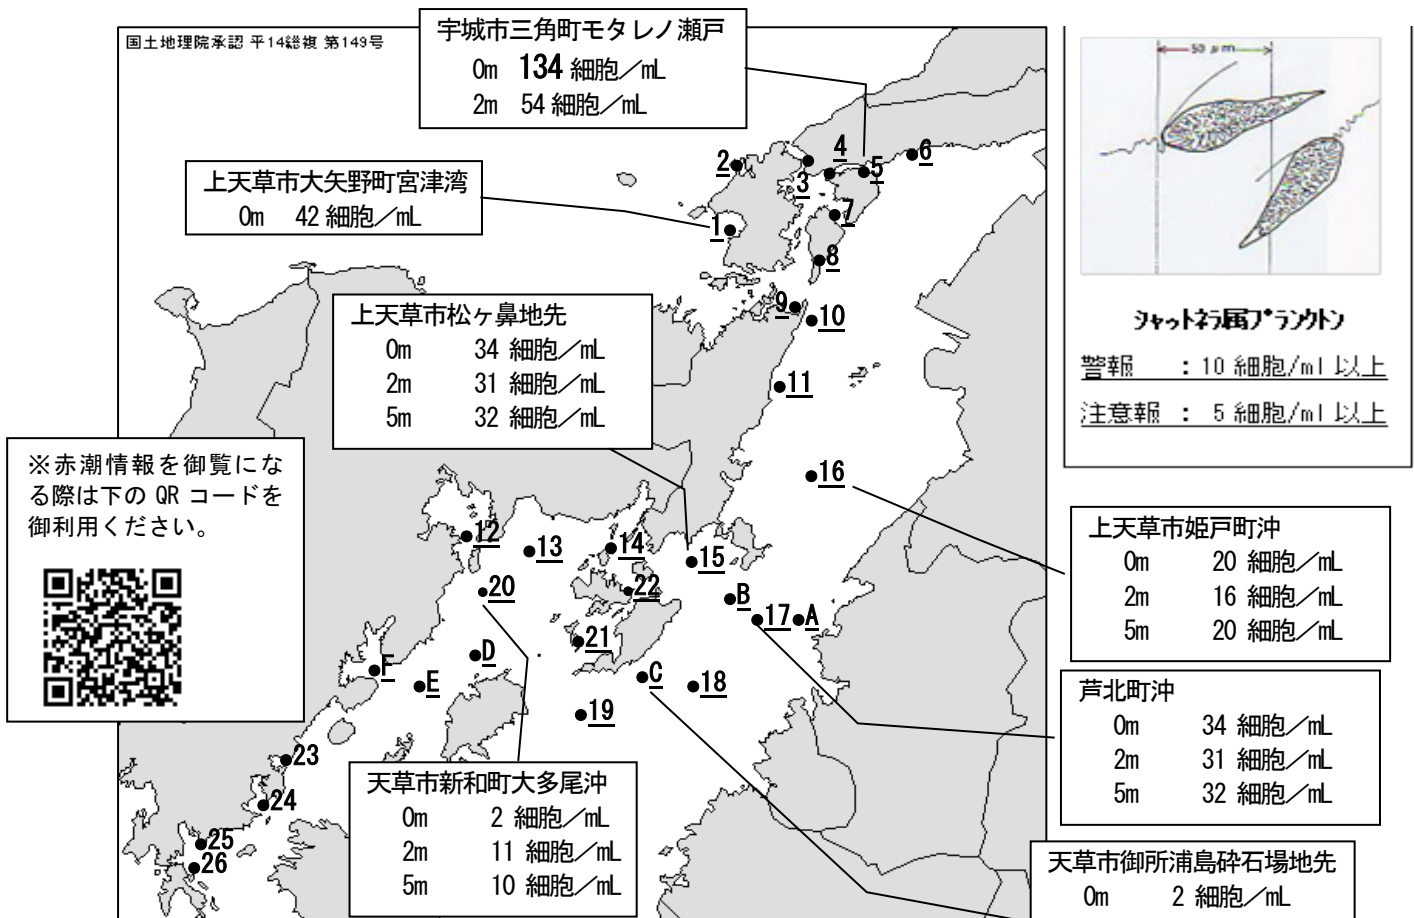 国土地理院承認 平14総複 第149号
宇城市三角町モタレノ瀬戸
0m 134 細胞／mL
2m 54 細胞／mL
上天草市大矢野町宮津湾
0m 42 細胞／mL
上天草市松ヶ鼻地先
0m 34 細胞／mL
2m 31 細胞／mL
5m 32 細胞／mL
※赤潮情報を御覧にな
る際は下の QR コードを
御利用ください。
50 μm
シャットネラ属プランクトン
警報 ：10 細胞/ml 以上
注意報 ： 5 細胞/ml 以上
上天草市姫戸町沖
0m 20 細胞／mL
2m 16 細胞／mL
5m 20 細胞／mL
芦北町沖
0m 34 細胞／mL
2m 31 細胞／mL
5m 32 細胞／mL
天草市新和町大多尾沖
0m 2 細胞／mL
2m 11 細胞／mL
5m 10 細胞／mL
天草市御所浦島砕石場地先
0m 2 細胞／mL
1
2
3
4
5
6
7
8
9
10
11
12
13
14
15
16
17
18
19
20
21
22
23
24
25
26
A
B
C
D
E
F